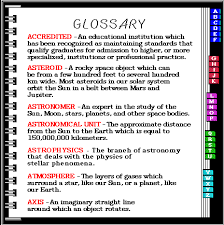 GLOSSARY
ACCREDITED - An educational institution which
has been recognized as maintaining standards that
qualify graduates for admission to higher, or more
specialized, institutions or professional practice.
ASTEROID - A rocky space object which can
be from a few hundred feet to several hundred
km wide. Most asteroids in our solar system
orbit the Sun in a belt between Mars and
Jupiter.
ASTRONOMER - An expert in the study of the
Sun, Moon, stars, planets, and other space bodies.
ASTRONOMICAL UNIT - The approximate distance
from the Sun to the Earth which is equal to
150,000,000 kilometers.
ASTROPHYSICS - The branch of astronomy
that deals with the physics of
stellar phenomena.
ATMOSPHERE - The layers of gases which
surround a star, like our Sun, or a planet, like
our Earth.
AXIS - An imaginary straight line
around which an object rotates.
A
B
C
D
E
F
G
H
I
J
K
L
M
N
O
P
Q
R
S
T
U
V
W
X
Y
Z